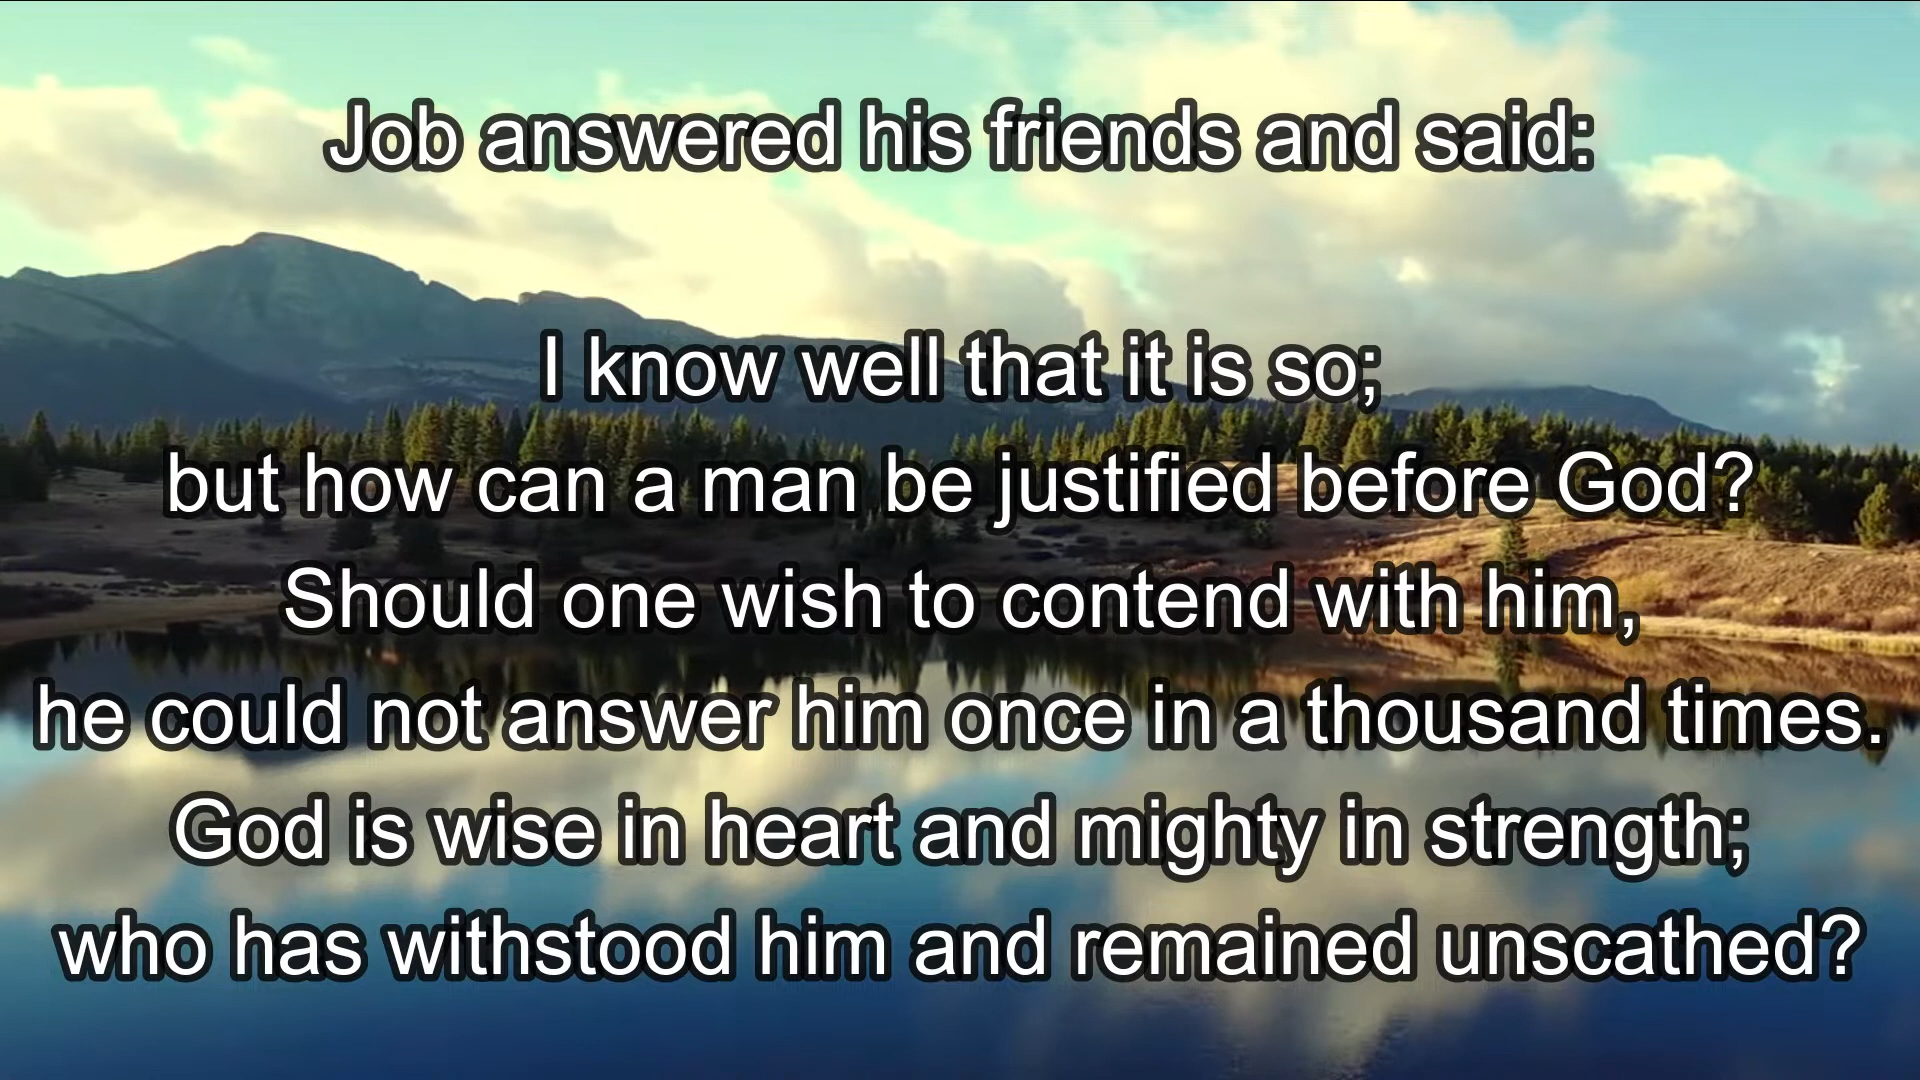 Job answered his friends and said:
I know well that it is so;
but how can a man be justified before God?
Should one wish to contend with him,
he could not answer him once in a thousand times.
God is wise in heart and mighty in strength;
who has withstood him and remained unscathed?